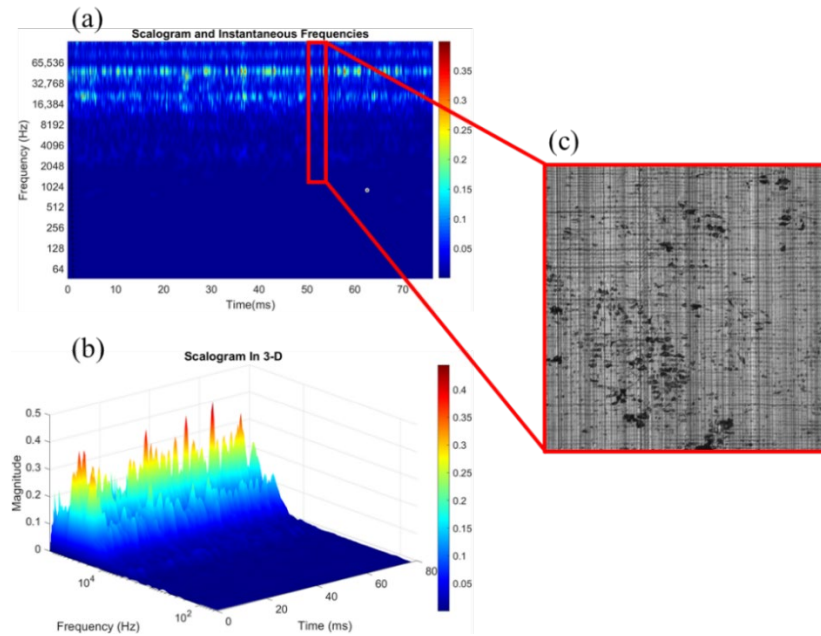 (a)
Scalogram and Instantaneous Frequencies
65,536
32,768
16,384
8192
4096
2048
1024
512
256
128
64
Frequency (Hz)
0 10 20 30 40 50 60 70
Time(ms)
0.35
0.3
0.25
0.2
0.15
0.1
0.05
(c)
(b)
Scalogram In 3-D
0.5
0.4
0.3
0.2
0.1
0
Magnitude
10⁴
10²
Frequency (Hz)
0 20 40 60 80
Time (ms)
0.4
0.35
0.3
0.25
0.2
0.15
0.1
0.05